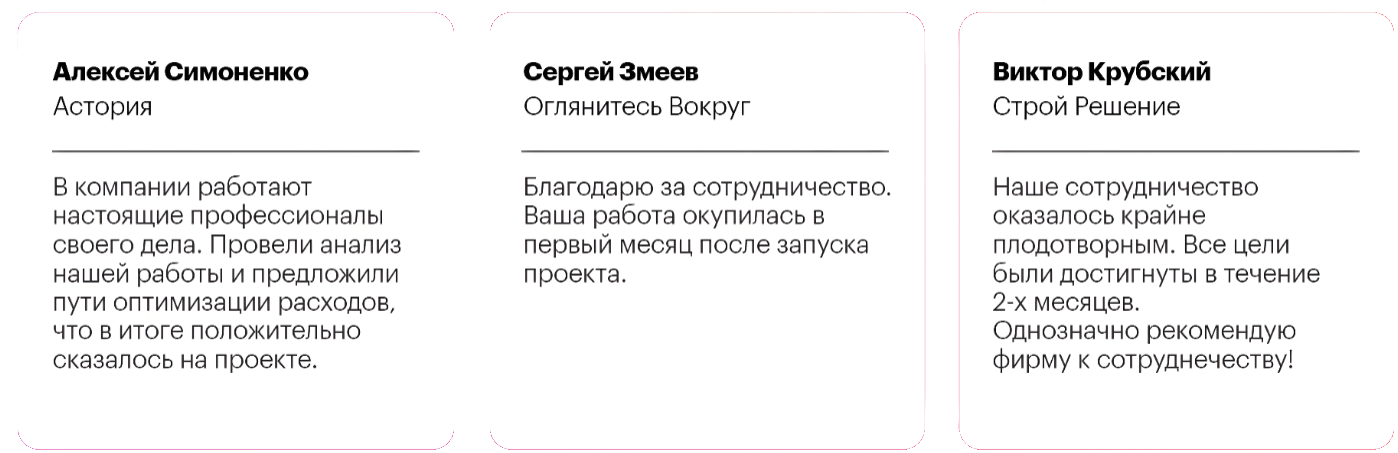 Алексей Симоненко
Астория
В компании работают
настоящие профессионалы
своего дела. Провели анализ
нашей работы и предложили
пути оптимизации расходов,
что в итоге положительно
сказалось на проекте.
Сергей Змеев
Оглянитесь Вокруг
Благодарю за сотрудничество.
Ваша работа окупилась в
первый месяц после запуска
проекта.
Виктор Крубский
Строй Решение
Наше сотрудничество
оказалось крайне
плодотворным. Все цели
были достигнуты в течение
2-х месяцев.
Однозначно рекомендую
фирму к сотруднечеству!